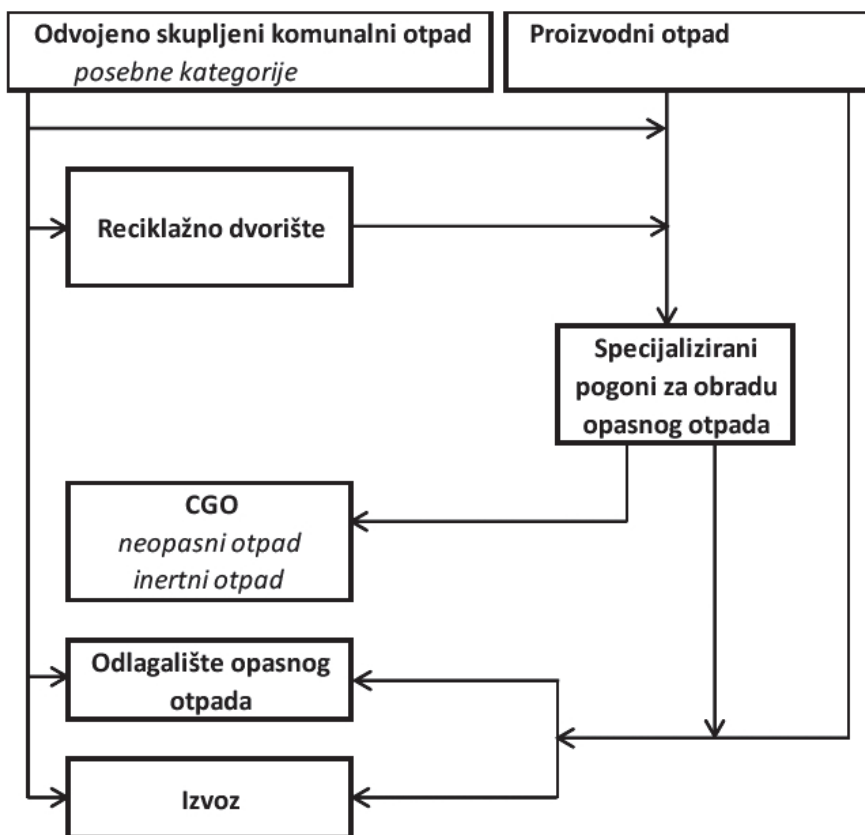 Odvojeno skupljeni komunalni otpad
posebne kategorije
Proizvodni otpad
Reciklažno dvorište
Specijalizirani
pogoni za obradu
opasnog otpada
CGO
neopasni otpad
inertni otpad
Odlagalište opasnog
otpada
Izvoz